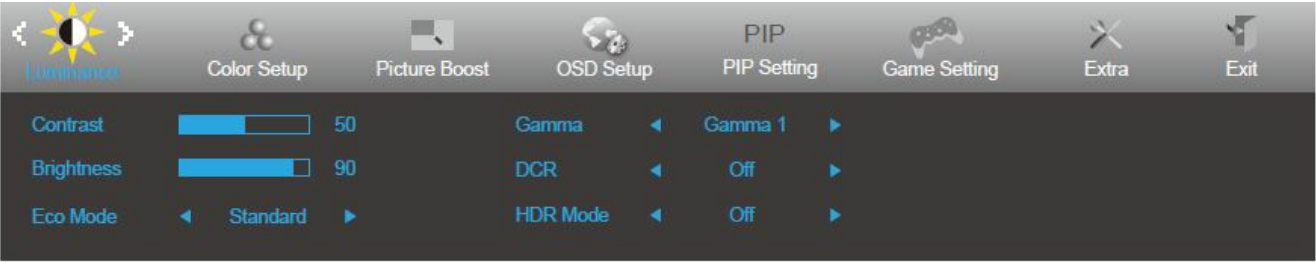 PIP
Luminance Color Setup Picture Boost OSD Setup PIP Setting Game Setting Extra Exit
Contrast 50 Gamma Gamma 1
Brightness 90 DCR Off
Eco Mode Standard HDR Mode Off